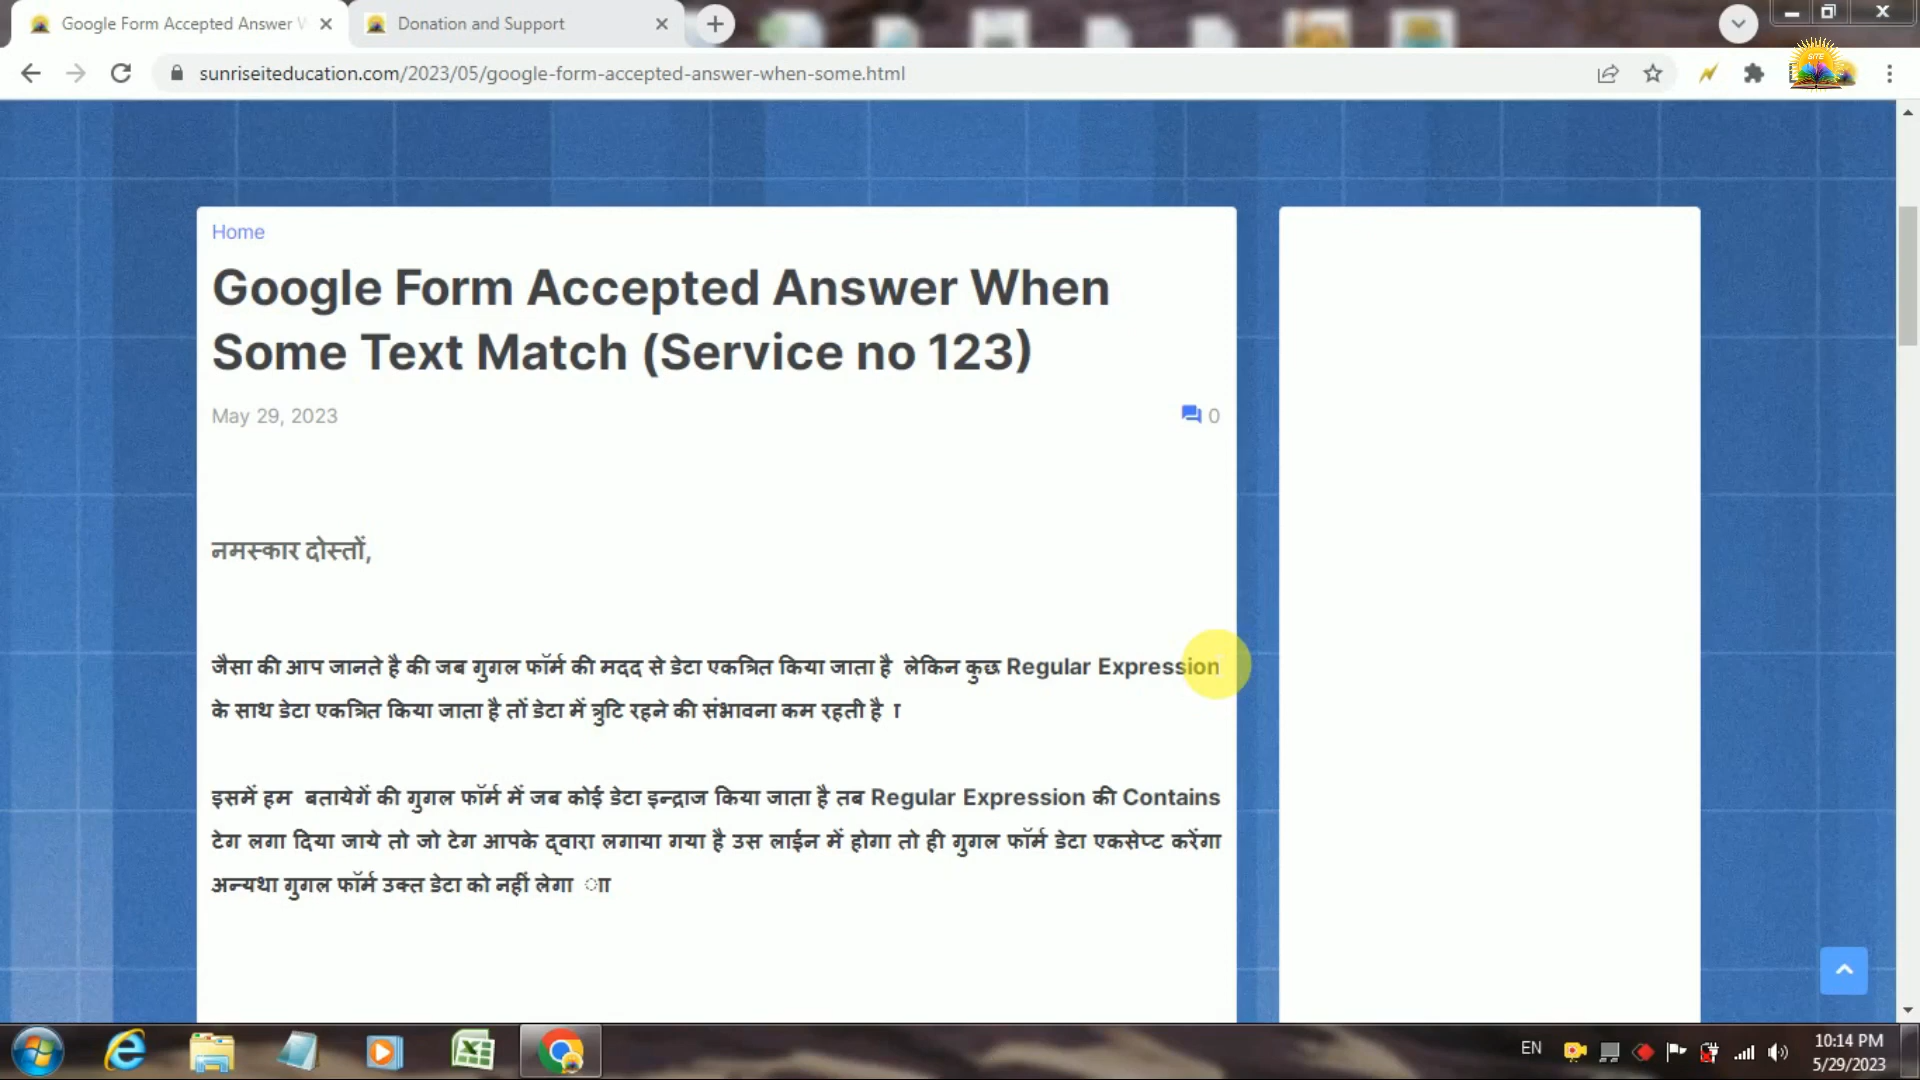 Google Form Accepted Answer W
Donation and Support
sunriseiteducation.com/2023/05/google-form-accepted-answer-when-some.html
SITE
Home
Google Form Accepted Answer When
Some Text Match (Service no 123)
May 29, 2023
0
नमस्कार दोस्तों,
जैसा की आप जानते है की जब गुगल फॉर्म की मदद से डेटा एकत्रित किया जाता है लेकिन कुछ Regular Expression
के साथ डेटा एकत्रित किया जाता है तों डेटा में त्रुटि रहने की संभावना कम रहती है ा
इसमें हम बतायेगें की गुगल फॉर्म में जब कोई डेटा इन्द्राज किया जाता है तब Regular Expression की Contains
टेग लगा दिया जाये तो जो टेग आपके द्वारा लगाया गया है उस लाईन में होगा तो ही गुगल फॉर्म डेटा एकसेप्ट करेंगा
अन्यथा गुगल फॉर्म उक्त डेटा को नहीं लेगा ाा
EN
10:14 PM
5/29/2023